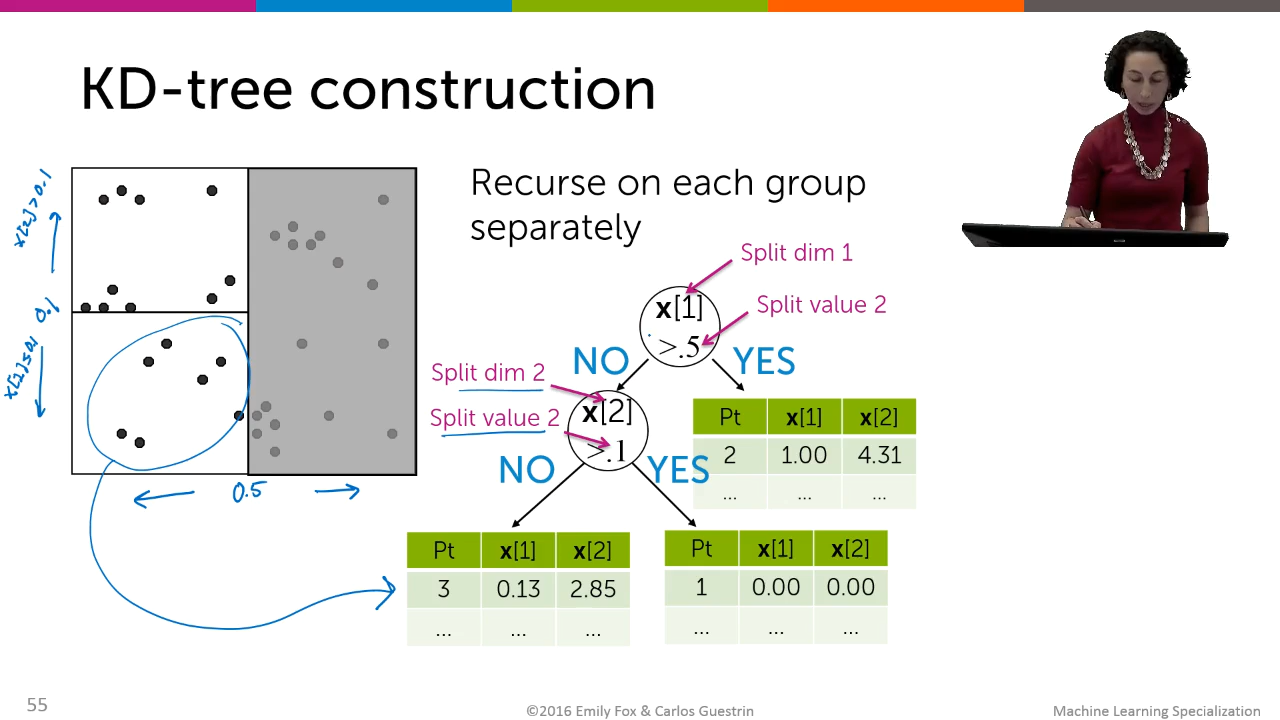 KD-tree construction
Recurse on each group
separately
x[2]>0.1
0.1
x[2]≤0.1
0.5
Split dim 1
x[1]
Split value 2
>.5
NO
YES
Split dim 2
x[2]
Split value 2
>.1
NO
YES
Pt x[1] x[2]
2 1.00 4.31
... ... ...
Pt x[1] x[2]
3 0.13 2.85
... ... ...
Pt x[1] x[2]
1 0.00 0.00
... ... ...
55
©2016 Emily Fox & Carlos Guestrin
Machine Learning Specialization